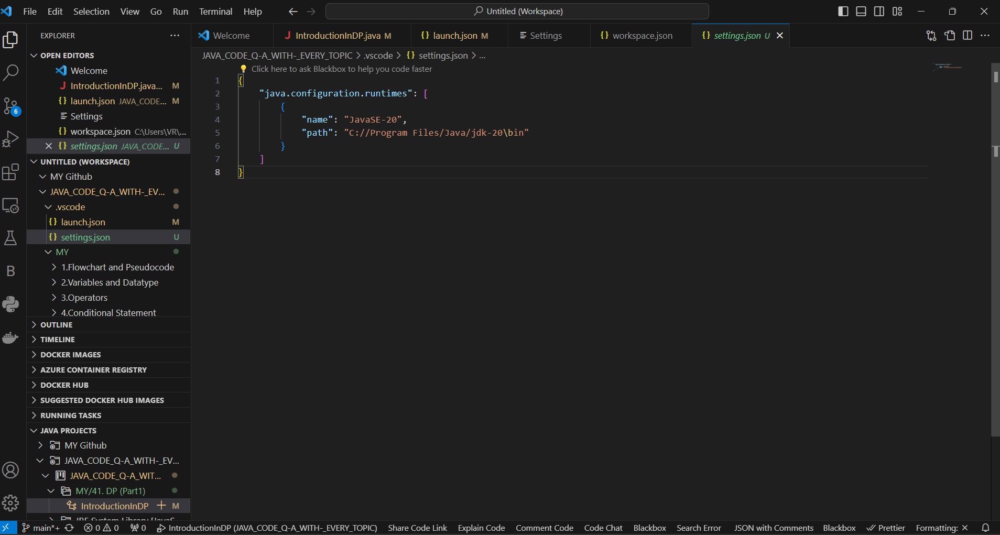 File Edit Selection View Go Run Terminal Help
Untitled (Workspace)
EXPLORER
OPEN EDITORS
Welcome
IntroductionInDP.java... M
launch.json JAVA_CODE... M
Settings
workspace.json C:\Users\VR\...
settings.json JAVA_CODE... U
UNTITLED (WORKSPACE)
MY Github
JAVA_CODE_Q-A_WITH-_EV...
.vscode
launch.json M
settings.json U
MY
1.Flowchart and Pseudocode
2.Variables and Datatype
3.Operators
4.Conditional Statement
OUTLINE
TIMELINE
DOCKER IMAGES
AZURE CONTAINER REGISTRY
DOCKER HUB
SUGGESTED DOCKER HUB IMAGES
RUNNING TASKS
JAVA PROJECTS
MY Github
JAVA_CODE_Q-A_WITH-_EV...
JAVA_CODE_Q-A_WIT...
MY/41. DP (Part1)
IntroductionInDP M
JRE System Library [JavaS...
6
B
Welcome
J IntroductionInDP.java M
{} launch.json M
Settings
{} workspace.json
{} settings.json U
JAVA_CODE_Q-A_WITH-_EVERY_TOPIC > .vscode > {} settings.json > ...
Click here to ask Blackbox to help you code faster
1 {
2 "java.configuration.runtimes": [
3 {
4 "name": "JavaSE-20",
5 "path": "C://Program Files/Java/jdk-20\bin"
6 }
7 ]
8 }
main*+ 0 0 0 IntroductionInDP (JAVA_CODE_Q-A_WITH-_EVERY_TOPIC) Share Code Link Explain Code Comment Code Code Chat Blackbox Search Error JSON with Comments Blackbox Prettier Formatting: ×